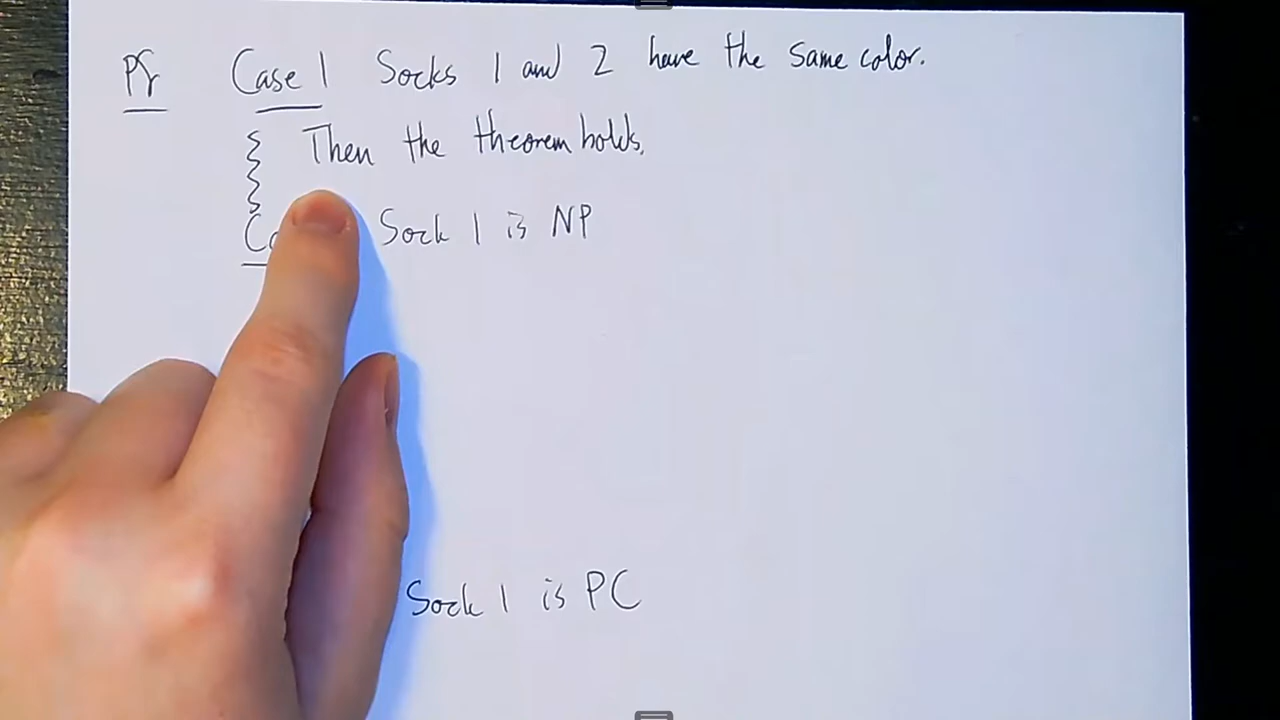 Pf Case 1 Socks 1 and 2 have the same color.
Then the theorem holds.
Sock 1 is NP
Sock 1 is PC